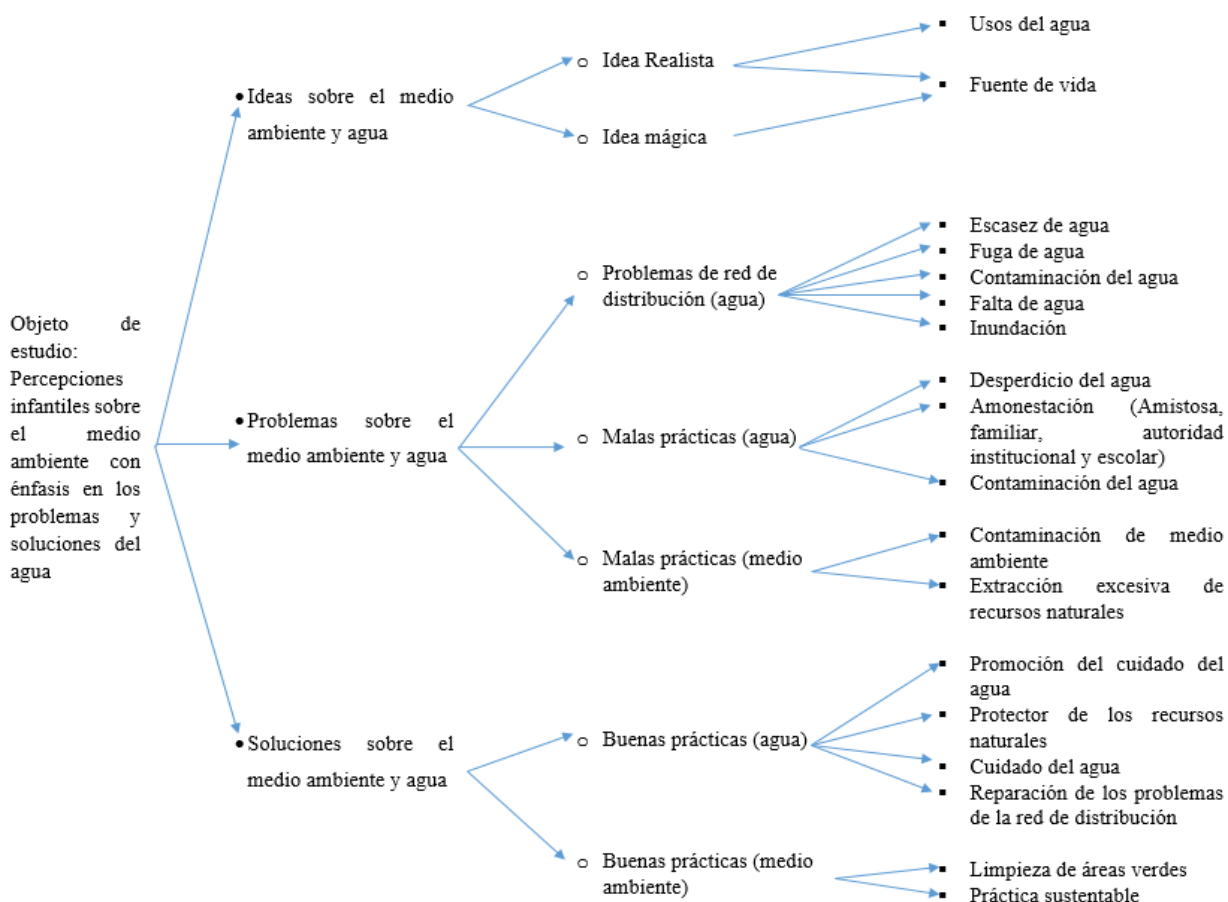 Objeto de
estudio:
Percepciones
infantiles sobre
el medio
ambiente con
énfasis en los
problemas y
soluciones del
agua
• Ideas sobre el medio
ambiente y agua
o Idea Realista
▪ Usos del agua
▪ Fuente de vida
o Idea mágica
• Problemas sobre el
medio ambiente y agua
o Problemas de red de
distribución (agua)
▪ Escasez de agua
▪ Fuga de agua
▪ Contaminación del agua
▪ Falta de agua
▪ Inundación
o Malas prácticas (agua)
▪ Desperdicio del agua
▪ Amonestación (Amistosa,
familiar, autoridad
institucional y escolar)
▪ Contaminación del agua
o Malas prácticas (medio
ambiente)
▪ Contaminación de medio
ambiente
▪ Extracción excesiva de
recursos naturales
• Soluciones sobre el
medio ambiente y agua
o Buenas prácticas (agua)
▪ Promoción del cuidado del
agua
▪ Protector de los recursos
naturales
▪ Cuidado del agua
▪ Reparación de los problemas
de la red de distribución
o Buenas prácticas (medio
ambiente)
▪ Limpieza de áreas verdes
▪ Práctica sustentable